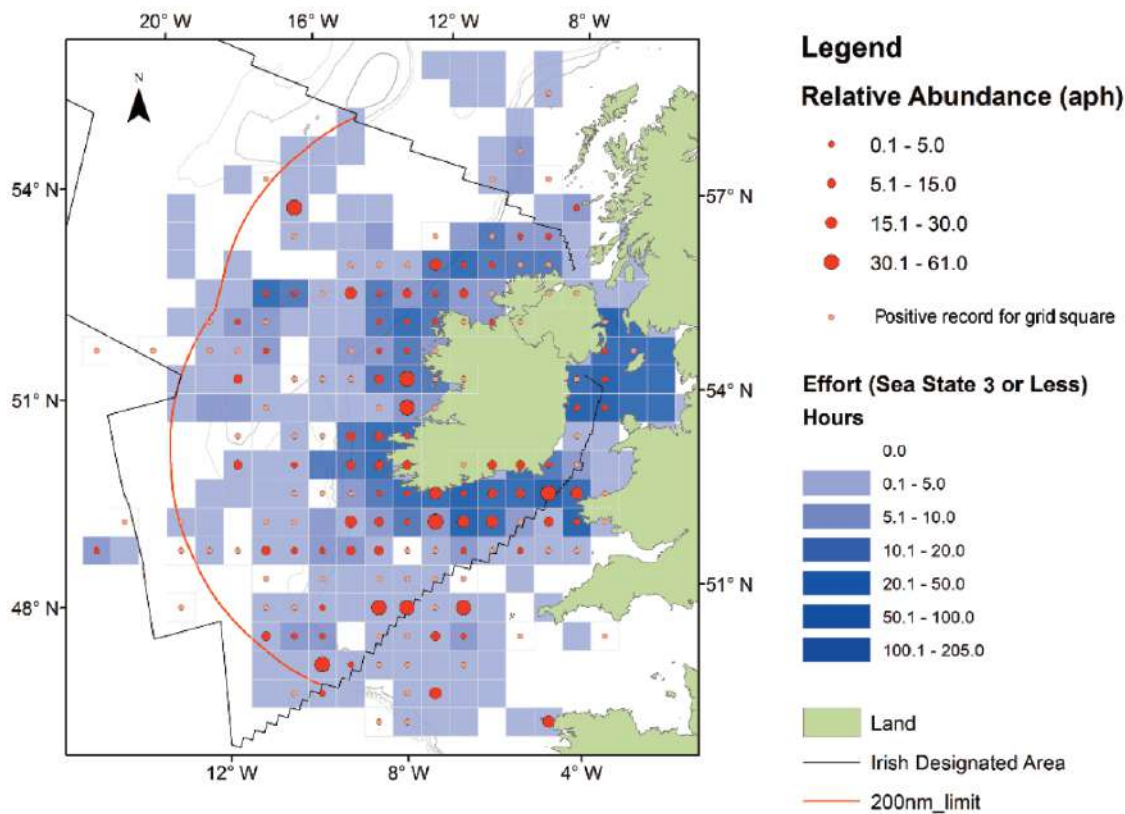 20° W 16° W 12° W 8° W
N
54° N
57° N
51° N
54° N
48° N
51° N
12° W 8° W 4° W
Legend
Relative Abundance (aph)
0.1 - 5.0
5.1 - 15.0
15.1 - 30.0
30.1 - 61.0
Positive record for grid square
Effort (Sea State 3 or Less)
Hours
0.0
0.1 - 5.0
5.1 - 10.0
10.1 - 20.0
20.1 - 50.0
50.1 - 100.0
100.1 - 205.0
Land
Irish Designated Area
200nm_limit